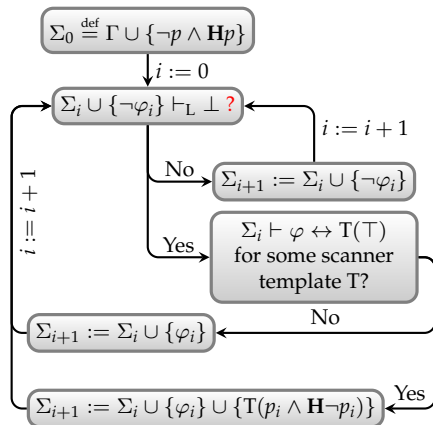 Σ₀ ≝ Γ ∪ {¬p ∧ 𝐇p}
i := 0
Σᵢ ∪ {¬φᵢ} ⊢_L ⊥ ?
i := i + 1
No
Σᵢ₊₁ := Σᵢ ∪ {¬φᵢ}
i := i + 1
Yes
Σᵢ ⊢ φ ↔ T(⊤)
for some scanner
template T?
No
Σᵢ₊₁ := Σᵢ ∪ {φᵢ}
Yes
Σᵢ₊₁ := Σᵢ ∪ {φᵢ} ∪ {T(pᵢ ∧ 𝐇¬pᵢ)}